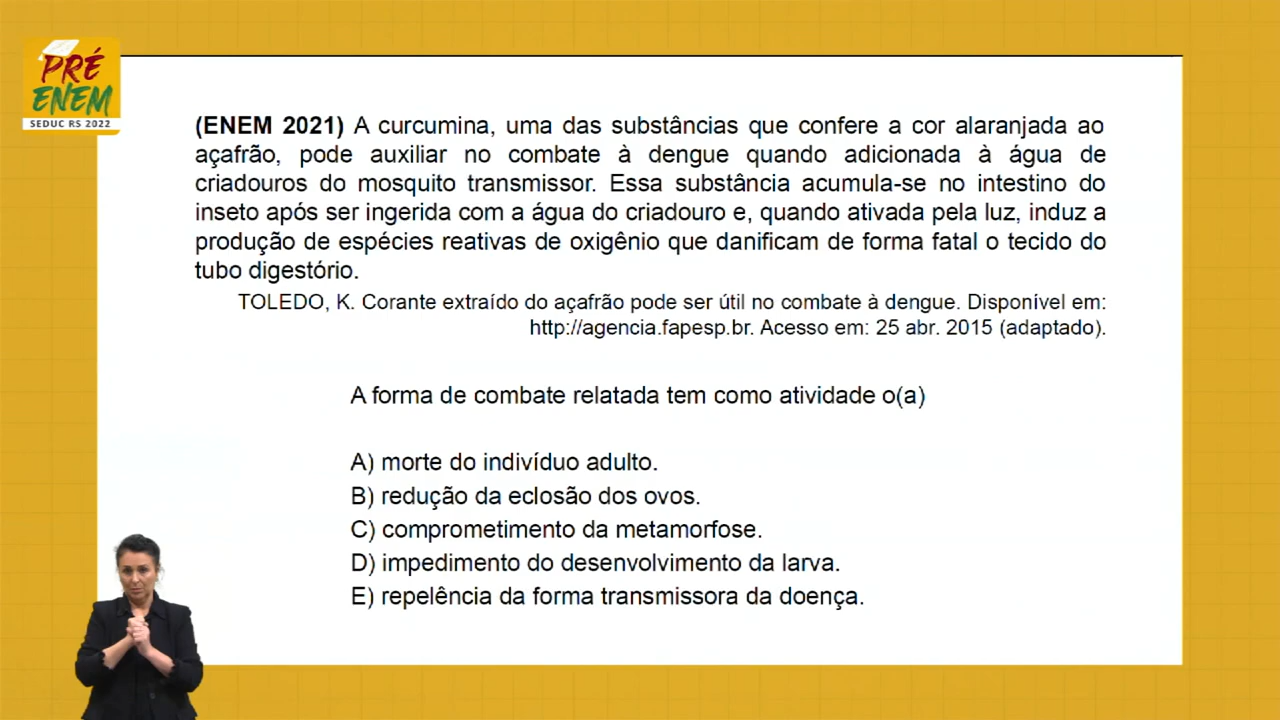 PRÉ
ENEM
SEDUC RS 2022
(ENEM 2021) A curcumina, uma das substâncias que confere a cor alaranjada ao
açafrão, pode auxiliar no combate à dengue quando adicionada à água de
criadouros do mosquito transmissor. Essa substância acumula-se no intestino do
inseto após ser ingerida com a água do criadouro e, quando ativada pela luz, induz a
produção de espécies reativas de oxigênio que danificam de forma fatal o tecido do
tubo digestório.
TOLEDO, K. Corante extraído do açafrão pode ser útil no combate à dengue. Disponível em:
http://agencia.fapesp.br. Acesso em: 25 abr. 2015 (adaptado).
A forma de combate relatada tem como atividade o(a)
A) morte do indivíduo adulto.
B) redução da eclosão dos ovos.
C) comprometimento da metamorfose.
D) impedimento do desenvolvimento da larva.
E) repelência da forma transmissora da doença.